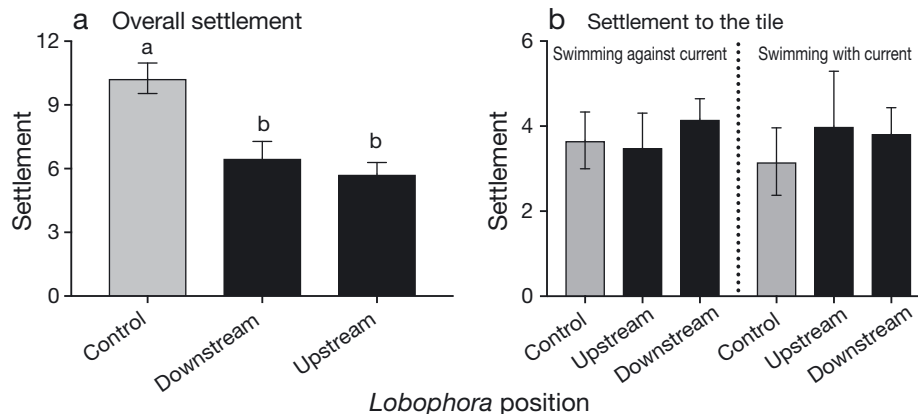 a Overall settlement
12
9
6
3
0
Settlement
a
b
b
Control
Downstream
Upstream
b Settlement to the tile
6
4
2
0
Settlement
Swimming against current
Swimming with current
Control
Upstream
Downstream
Control
Upstream
Downstream
Lobophora position